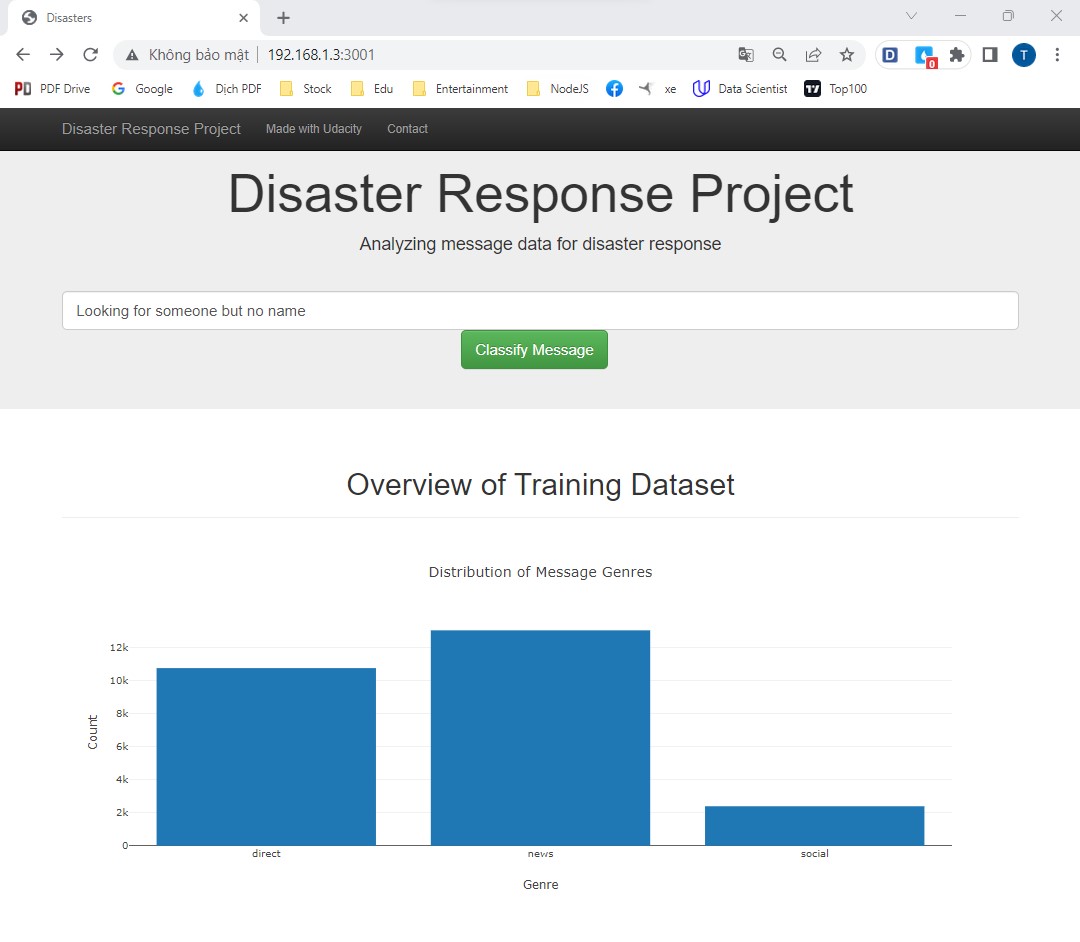 Disasters
Không bảo mật 192.168.1.3:3001
D 0 T
PD PDF Drive G Google Dịch PDF Stock Edu Entertainment NodeJS xe Data Scientist Top100
Disaster Response Project Made with Udacity Contact
Disaster Response Project
Analyzing message data for disaster response
Looking for someone but no name
Classify Message
Overview of Training Dataset
Distribution of Message Genres
12k
10k
8k
6k
4k
2k
0
Count
direct news social
Genre